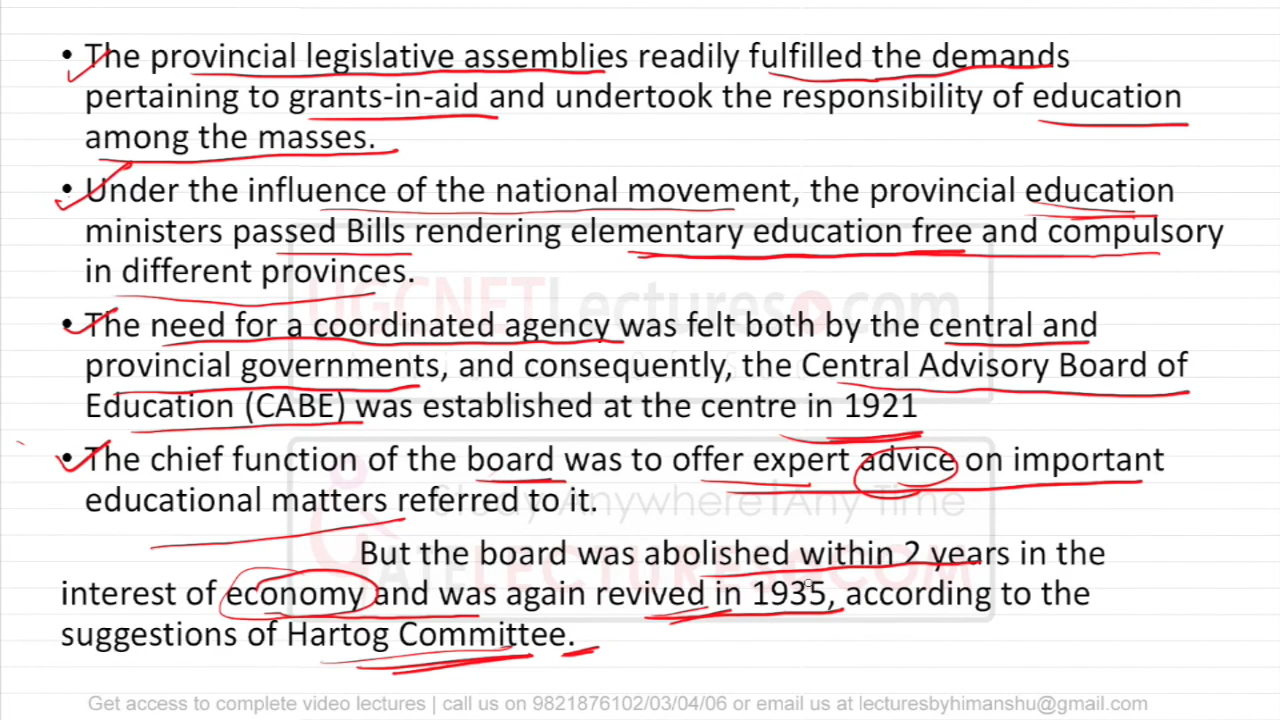 • The provincial legislative assemblies readily fulfilled the demands
pertaining to grants-in-aid and undertook the responsibility of education
among the masses.
• Under the influence of the national movement, the provincial education
ministers passed Bills rendering elementary education free and compulsory
in different provinces.
UGCNETLectures.com
• The need for a coordinated agency was felt both by the central and
provincial governments, and consequently, the Central Advisory Board of
Education (CABE) was established at the centre in 1921
• The chief function of the board was to offer expert advice on important
educational matters referred to it.
Study Anywhere|Any Time
But the board was abolished within 2 years in the
interest of economy and was again revived in 1935, according to the
suggestions of Hartog Committee.
Get access to complete video lectures | call us on 9821876102/03/04/06 or email us at lecturesbyhimanshu@gmail.com